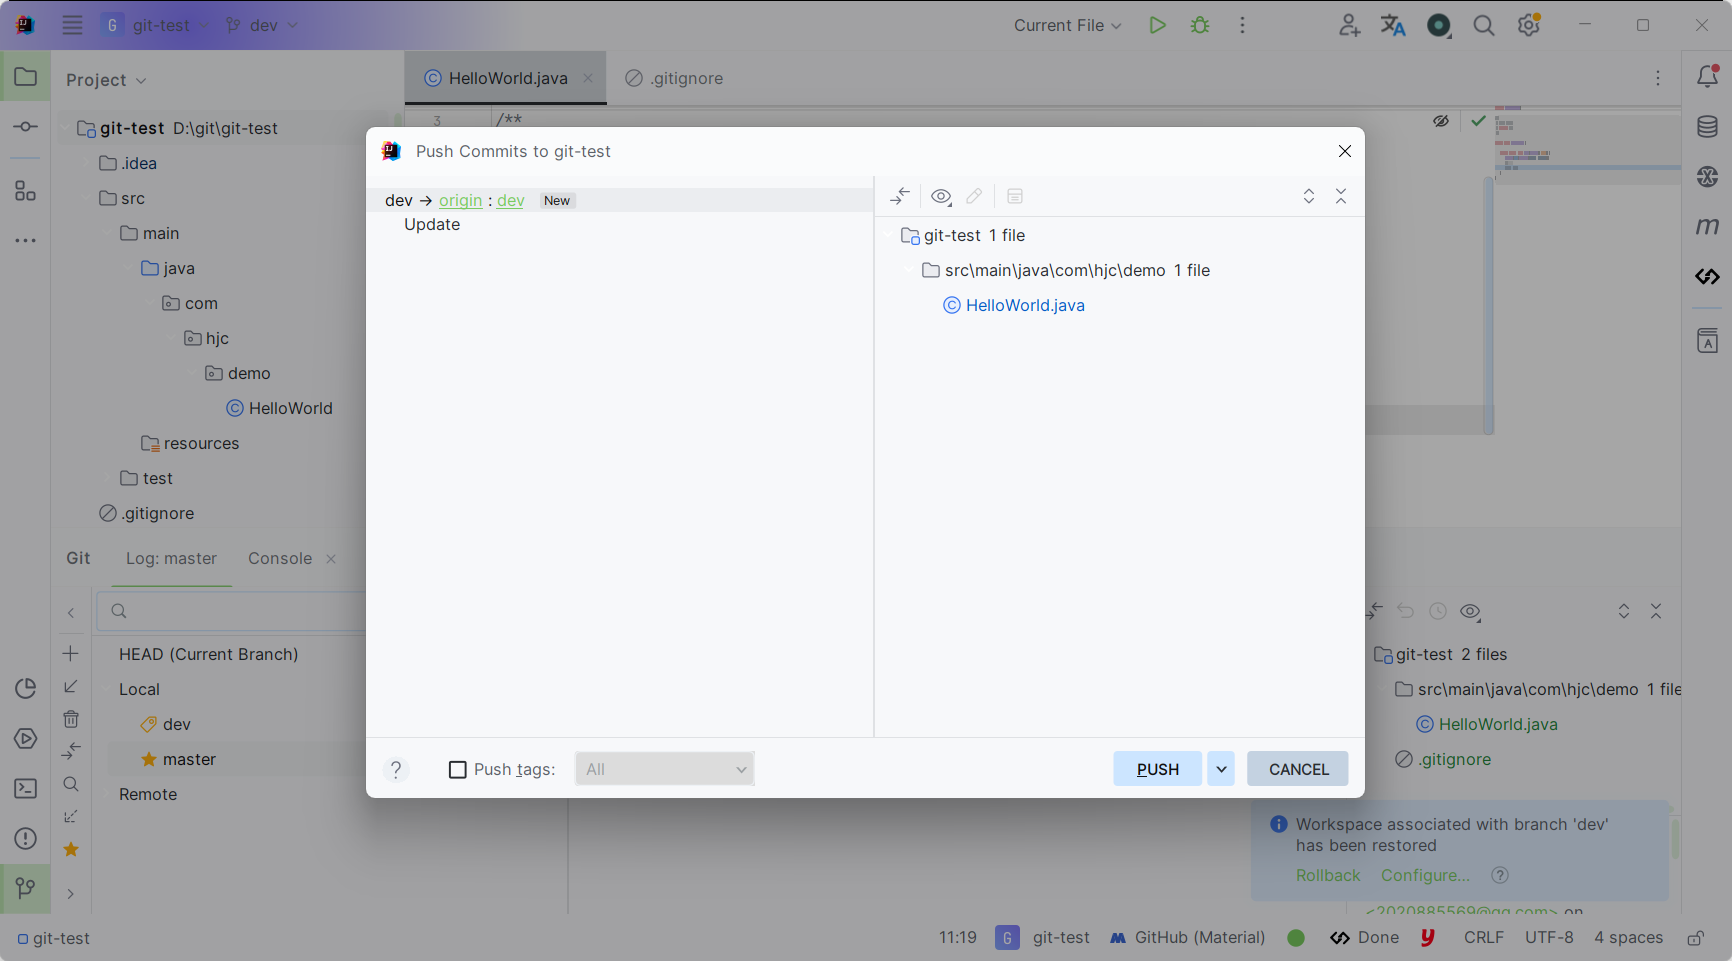 G git-test dev Current File
Project
HelloWorld.java .gitignore
3 /**
git-test D:\git\git-test
.idea
src
main
java
com
hjc
demo
HelloWorld
resources
test
.gitignore
Push Commits to git-test
dev → origin : dev New
Update
git-test 1 file
src\main\java\com\hjc\demo 1 file
HelloWorld.java
? Push tags: All PUSH CANCEL
Git Log: master Console
HEAD (Current Branch)
Local
dev
master
Remote
git-test 2 files
src\main\java\com\hjc\demo 1 file
HelloWorld.java
.gitignore
Workspace associated with branch 'dev'
has been restored
Rollback Configure... ?
<2020885569@qq.com> on
git-test 11:19 G git-test GitHub (Material) Done y CRLF UTF-8 4 spaces